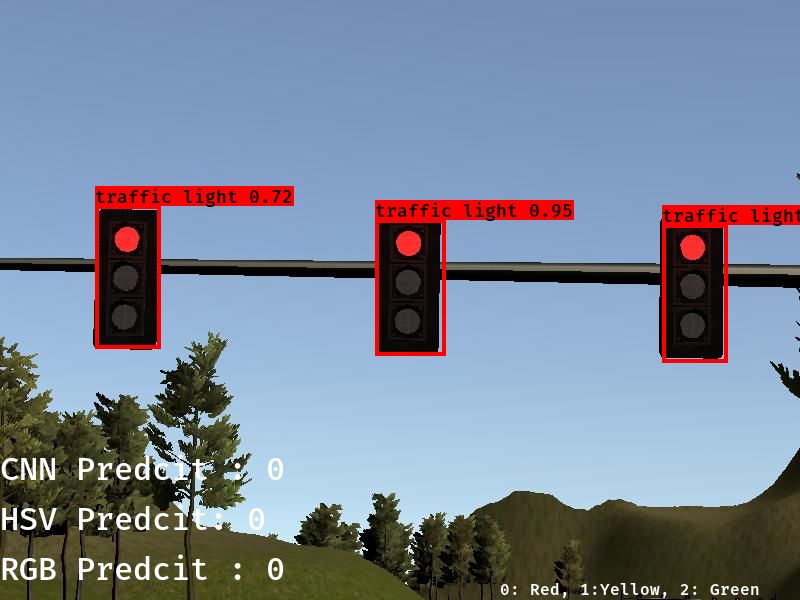 traffic light 0.72
traffic light 0.95
traffic light
CNN Predcit : 0
HSV Predcit: 0
RGB Predcit : 0
0: Red, 1:Yellow, 2: Green